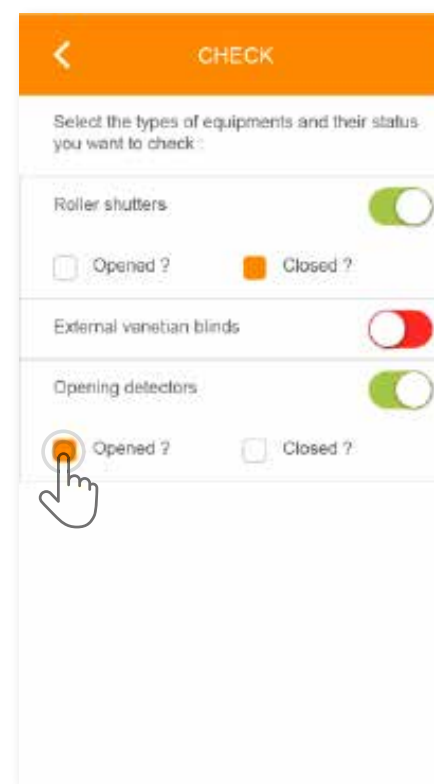 CHECK
Select the types of equipments and their status
you want to check :
Roller shutters
Opened ? Closed ?
External venetian blinds
Opening detectors
Opened ? Closed ?